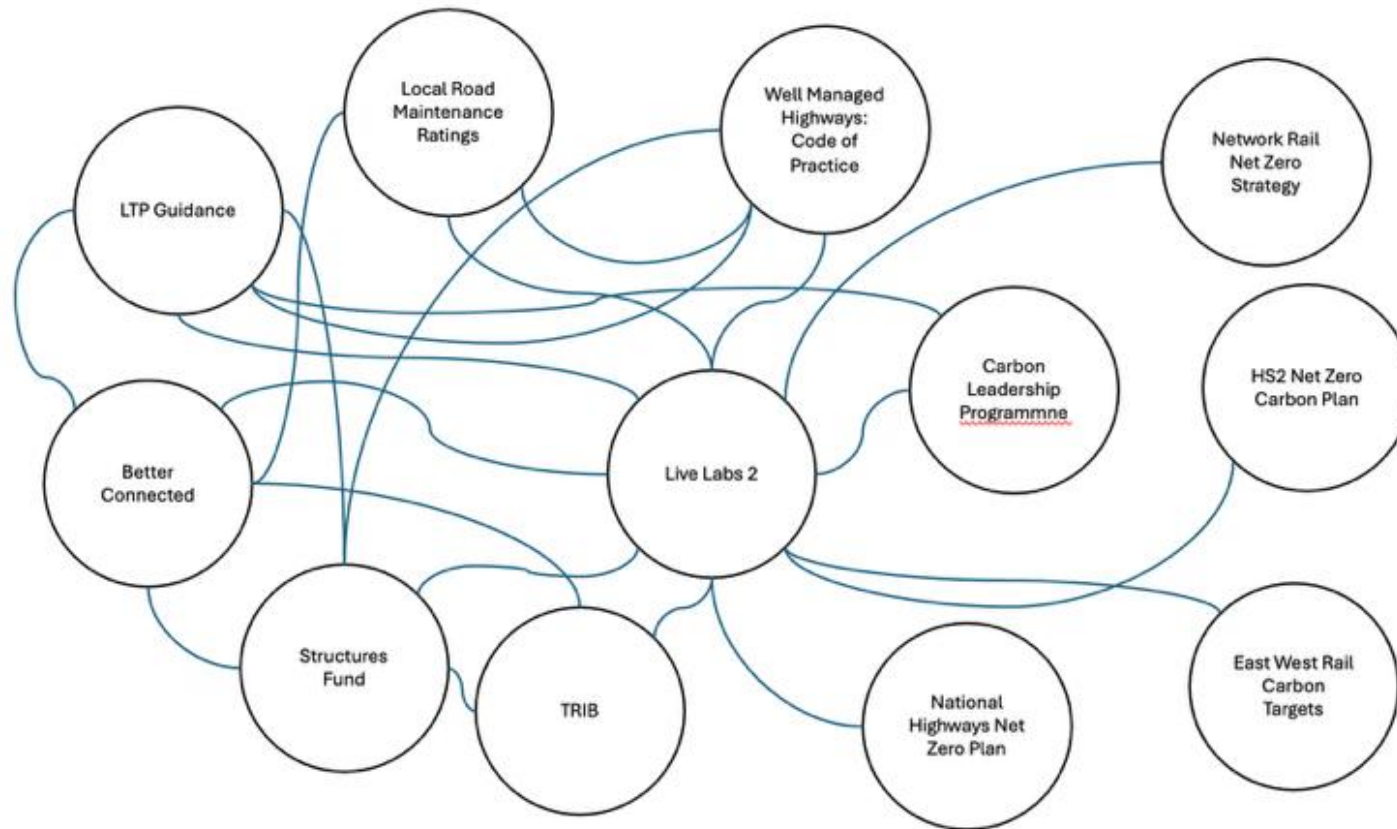 Local Road
Maintenance
Ratings
Well Managed
Highways:
Code of
Practice
Network Rail
Net Zero
Strategy
LTP Guidance
Carbon
Leadership
Programmne
HS2 Net Zero
Carbon Plan
Better
Connected
Live Labs 2
Structures
Fund
TRIB
National
Highways Net
Zero Plan
East West Rail
Carbon
Targets